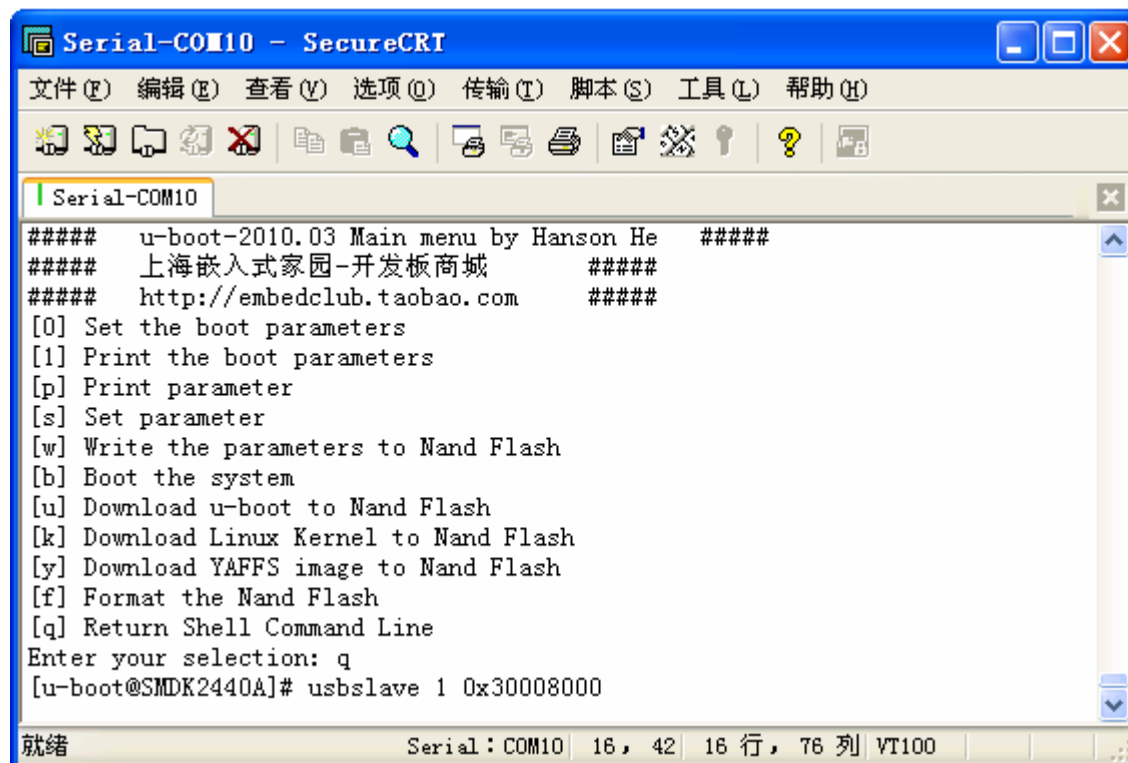 Serial-COM10 - SecureCRT
文件(F) 编辑(E) 查看(V) 选项(O) 传输(T) 脚本(S) 工具(L) 帮助(H)
Serial-COM10
##### u-boot-2010.03 Main menu by Hanson He #####
##### 上海嵌入式家园-开发板商城 #####
##### http://embedclub.taobao.com #####
[0] Set the boot parameters
[1] Print the boot parameters
[p] Print parameter
[s] Set parameter
[w] Write the parameters to Nand Flash
[b] Boot the system
[u] Download u-boot to Nand Flash
[k] Download Linux Kernel to Nand Flash
[y] Download YAFFS image to Nand Flash
[f] Format the Nand Flash
[q] Return Shell Command Line
Enter your selection: q
[u-boot@SMDK2440A]# usbslave 1 0x30008000
就绪 Serial：COM10 16， 42 16 行， 76 列 VT100